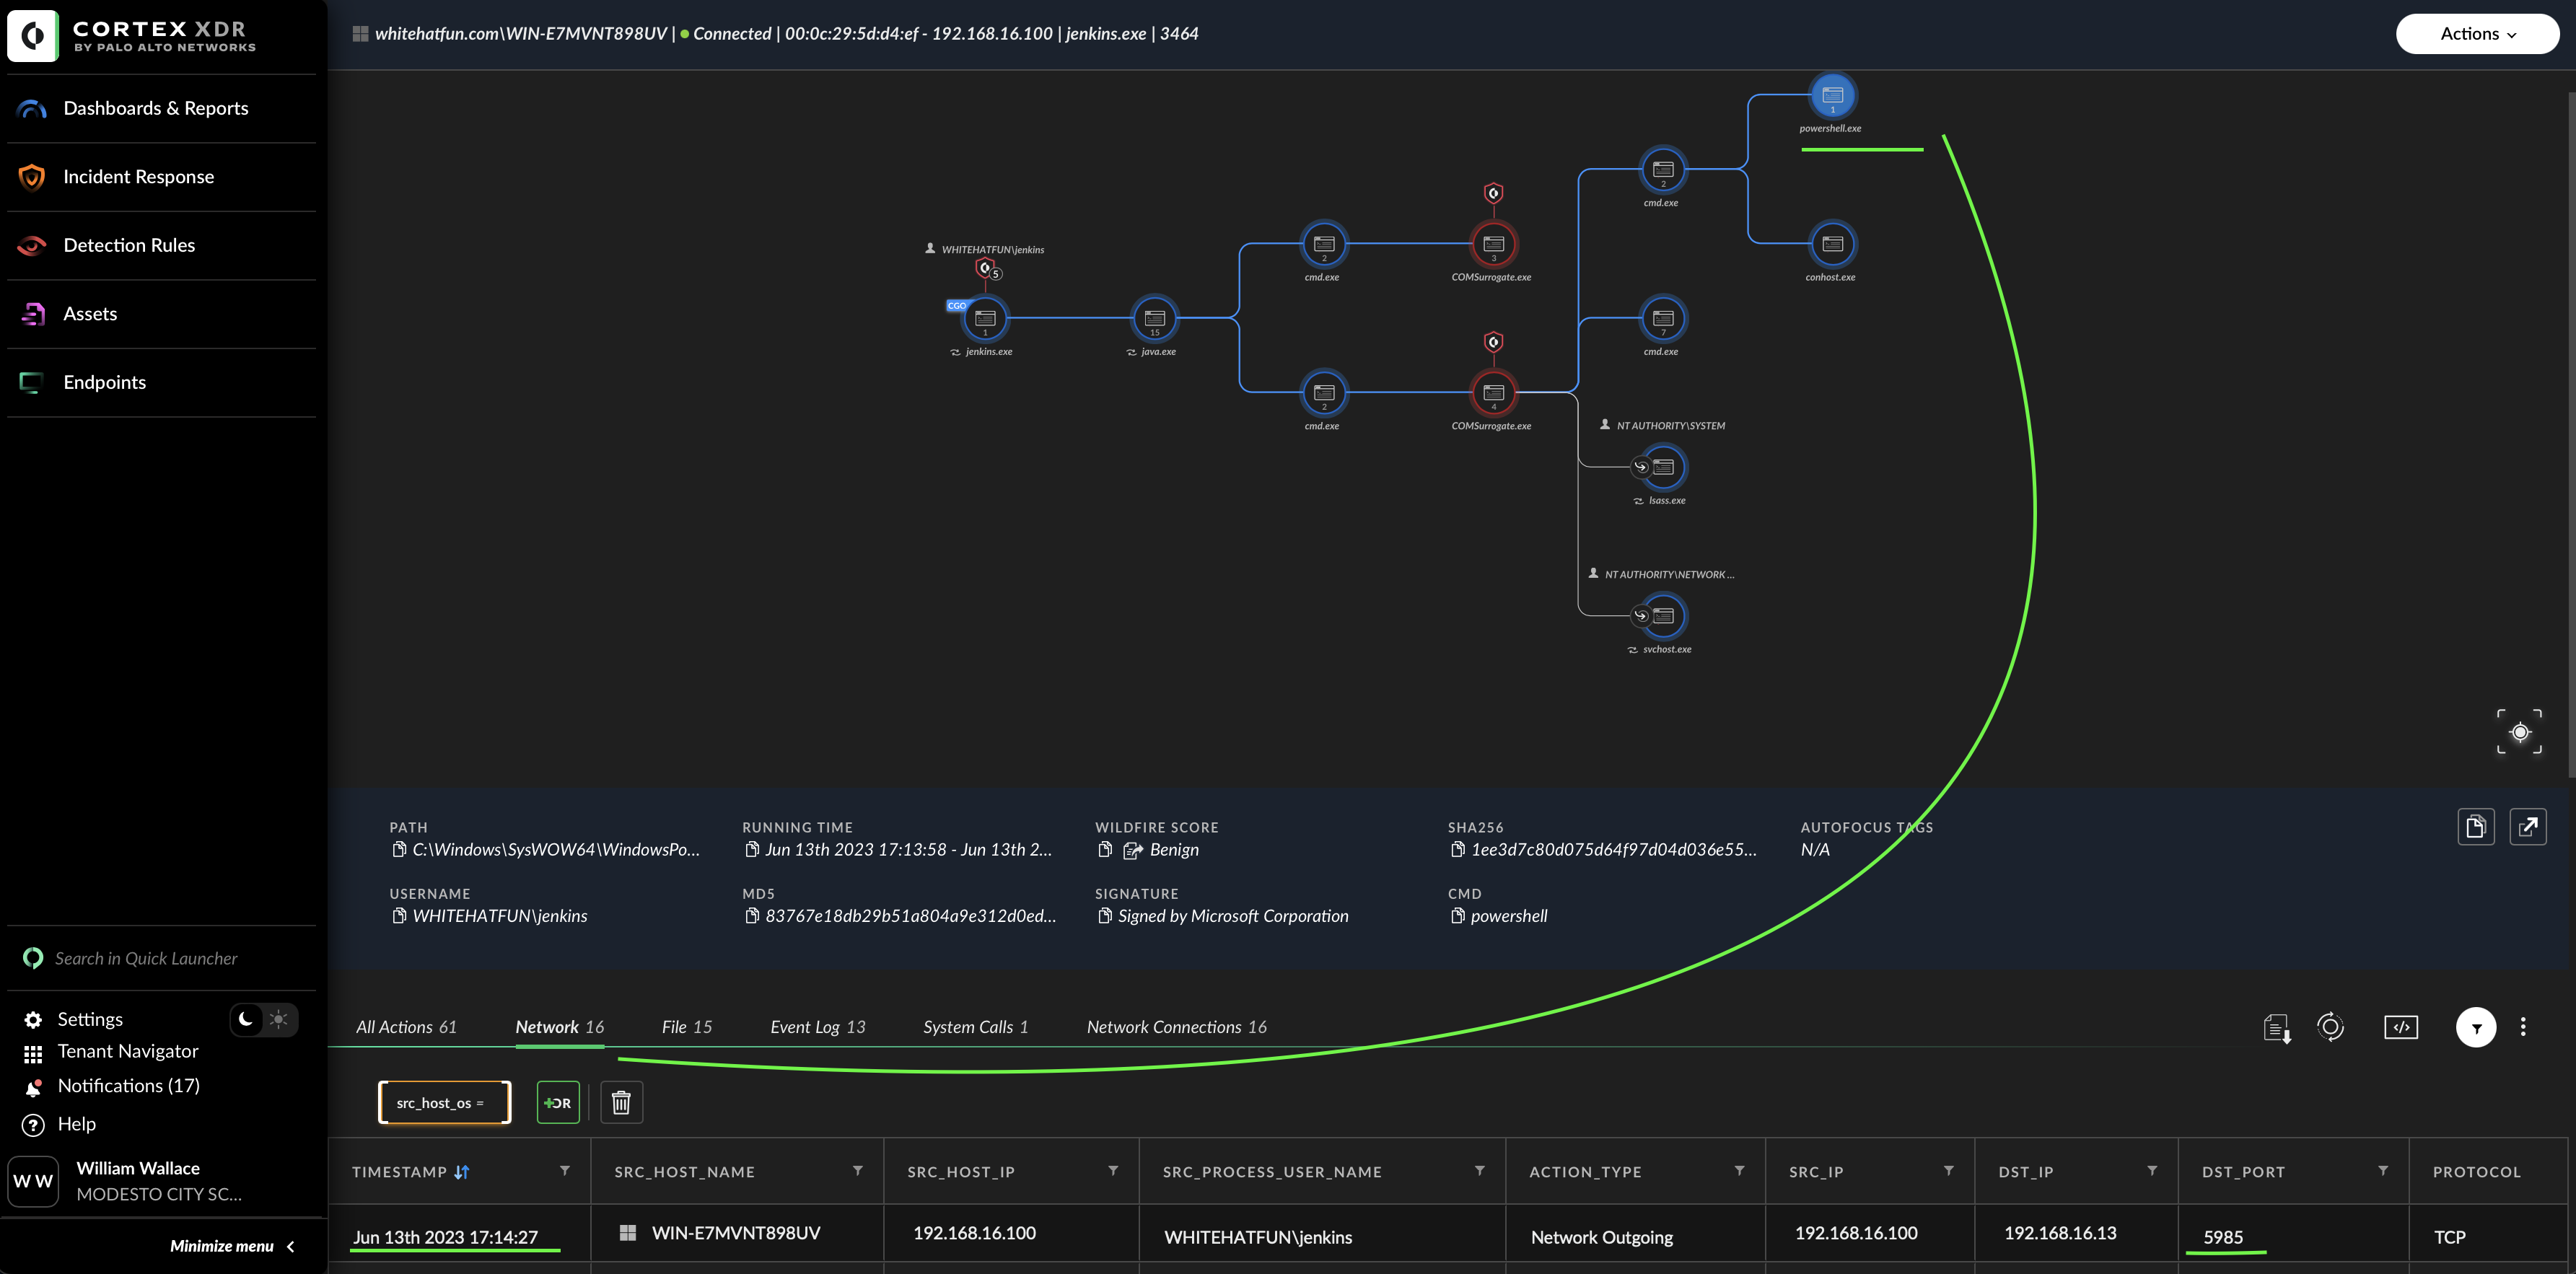 CORTEX XDR
BY PALO ALTO NETWORKS
Dashboards & Reports
Incident Response
Detection Rules
Assets
Endpoints
Search in Quick Launcher
Settings
Tenant Navigator
Notifications (17)
Help
W W
William Wallace
MODESTO CITY SC...
Minimize menu
whitehatfun.com\WIN-E7MVNT898UV | Connected | 00:0c:29:5d:d4:ef - 192.168.16.100 | jenkins.exe | 3464
Actions
1
powershell.exe
2
cmd.exe
WHITEHATFUN\jenkins
5
CGO
1
jenkins.exe
15
java.exe
2
cmd.exe
3
COMSurrogate.exe
conhost.exe
7
cmd.exe
2
cmd.exe
4
COMSurrogate.exe
NT AUTHORITY\SYSTEM
lsass.exe
NT AUTHORITY\NETWORK ...
svchost.exe
PATH
C:\Windows\SysWOW64\WindowsPo...
RUNNING TIME
Jun 13th 2023 17:13:58 - Jun 13th 2...
WILDFIRE SCORE
Benign
SHA256
1ee3d7c80d075d64f97d04d036e55...
AUTOFOCUS TAGS
N/A
USERNAME
WHITEHATFUN\jenkins
MD5
83767e18db29b51a804a9e312d0ed...
SIGNATURE
Signed by Microsoft Corporation
CMD
powershell
All Actions 61
Network 16
File 15
Event Log 13
System Calls 1
Network Connections 16
src_host_os =
+OR
TIMESTAMP SRC_HOST_NAME SRC_HOST_IP SRC_PROCESS_USER_NAME ACTION_TYPE SRC_IP DST_IP DST_PORT PROTOCOL
Jun 13th 2023 17:14:27 WIN-E7MVNT898UV 192.168.16.100 WHITEHATFUN\jenkins Network Outgoing 192.168.16.100 192.168.16.13 5985 TCP